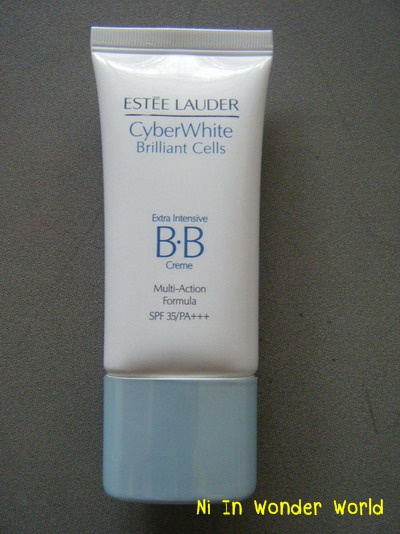 ESTĒE LAUDER
CyberWhite
Brilliant Cells
Extra Intensive
B·B
Creme
Multi-Action
Formula
SPF 35/PA+++
Ni In Wonder World